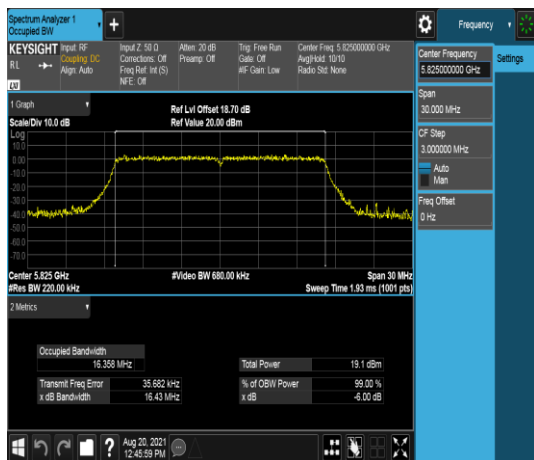 Spectrum Analyzer 1
Occupied BW
+
Frequency
KEYSIGHT
Input: RF
Input Z: 50 Ω
Atten: 20 dB
Trig: Free Run
Center Freq: 5.825000000 GHz
RL
Coupling: DC
Corrections: Off
Preamp: Off
Gate: Off
Avg|Hold: 10/10
Align: Auto
Freq Ref: Int (S)
#IF Gain: Low
Radio Std: None
NFE: Off
Center Frequency
5.825000000 GHz
Settings
Span
30.000 MHz
CF Step
3.000000 MHz
Auto
Man
Freq Offset
0 Hz
1 Graph
Ref Lvl Offset 18.70 dB
Scale/Div 10.0 dB
Ref Value 20.00 dBm
Log
10.0
0.00
-10.0
-20.0
-30.0
-40.0
-50.0
-60.0
-70.0
Center 5.825 GHz
#Video BW 680.00 kHz
Span 30 MHz
#Res BW 220.00 kHz
Sweep Time 1.93 ms (1001 pts)
2 Metrics
Occupied Bandwidth
16.358 MHz
Total Power
19.1 dBm
Transmit Freq Error
35.682 kHz
% of OBW Power
99.00 %
x dB Bandwidth
16.43 MHz
x dB
-6.00 dB
?
Aug 20, 2021
12:45:59 PM